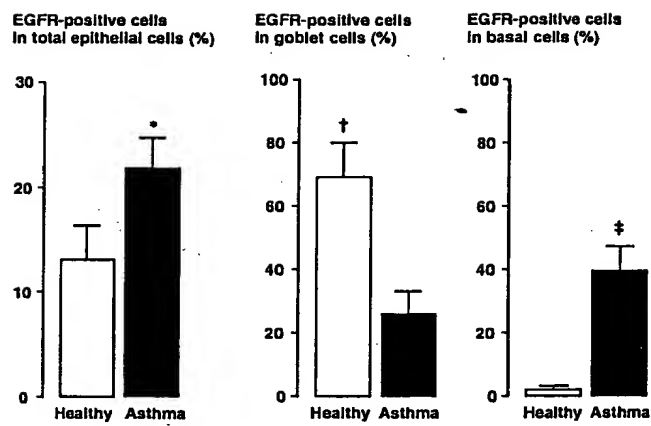 EGFR-positive cells
in total epithelial cells (%)
30
20
10
0
*
Healthy Asthma
EGFR-positive cells
in goblet cells (%)
100
80
60
40
20
0
†
Healthy Asthma
EGFR-positive cells
in basal cells (%)
100
80
60
40
20
0
‡
Healthy Asthma